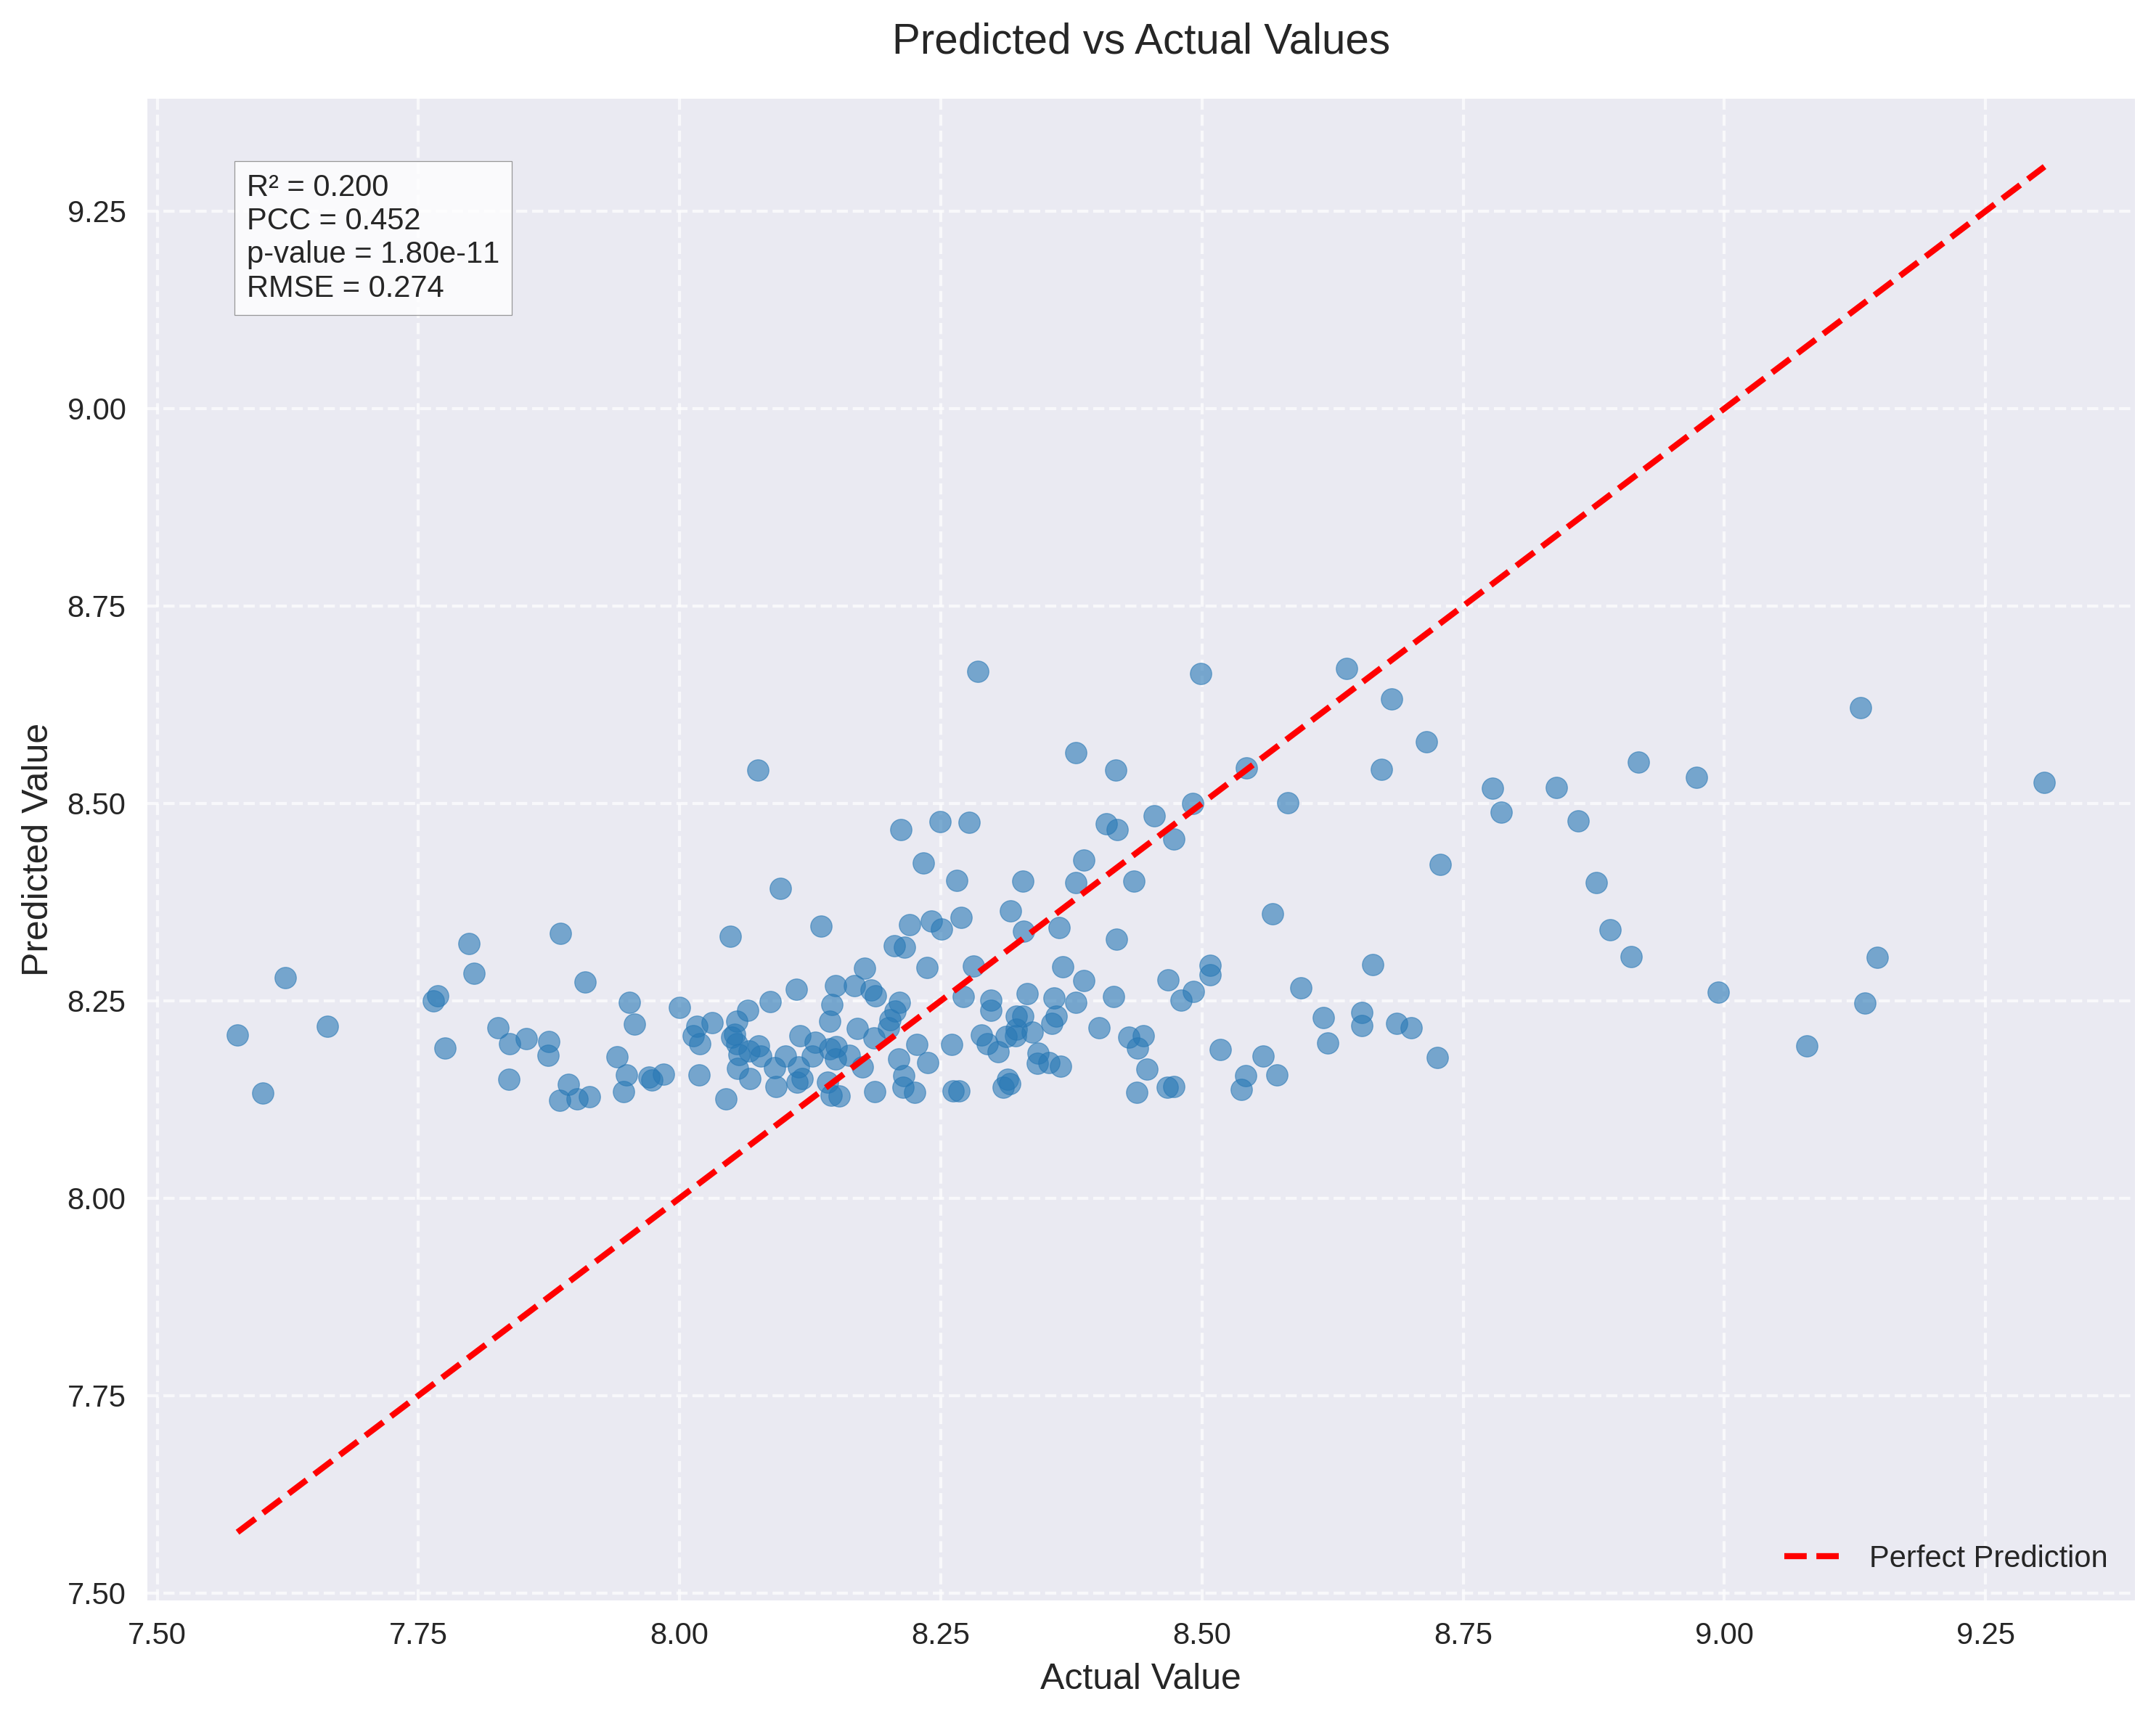 Predicted vs Actual Values
R² = 0.200
PCC = 0.452
p-value = 1.80e-11
RMSE = 0.274
9.25
9.00
8.75
8.50
8.25
8.00
7.75
7.50
Predicted Value
Perfect Prediction
7.50 7.75 8.00 8.25 8.50 8.75 9.00 9.25
Actual Value